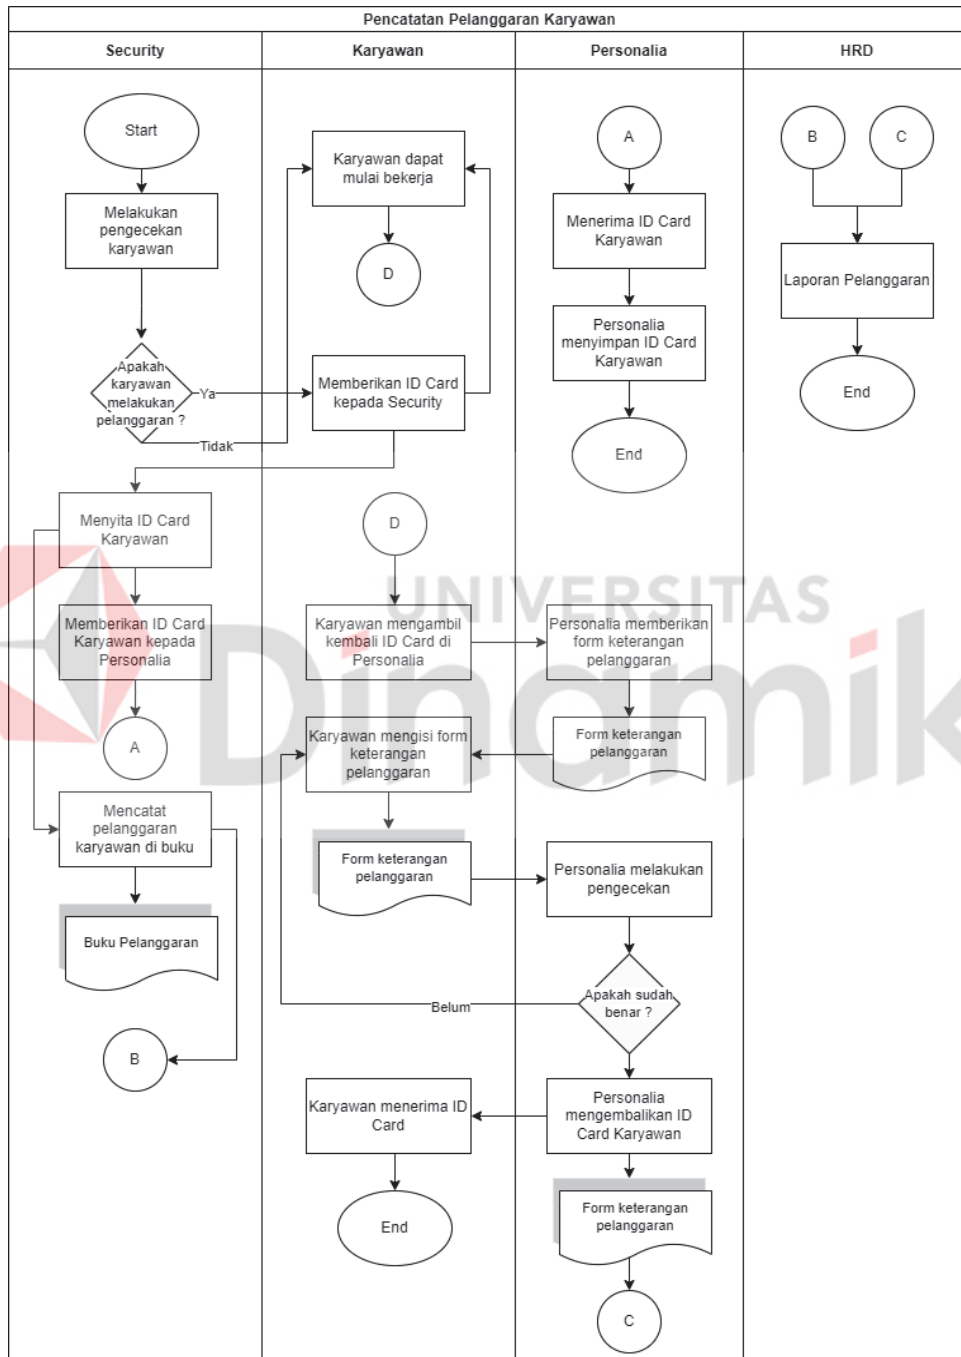 Pencatatan Pelanggaran Karyawan
Security
Karyawan
Personalia
HRD
Start
Melakukan
pengecekan
karyawan
Apakah
karyawan
melakukan
pelanggaran ?
Ya
Tidak
Menyita ID Card
Karyawan
Memberikan ID Card
Karyawan kepada
Personalia
A
Mencatat
pelanggaran
karyawan di buku
Buku Pelanggaran
B
Karyawan dapat
mulai bekerja
D
Memberikan ID Card
kepada Security
D
Karyawan mengambil
kembali ID Card di
Personalia
Karyawan mengisi form
keterangan
pelanggaran
Form keterangan
pelanggaran
Belum
Karyawan menerima ID
Card
End
A
Menerima ID Card
Karyawan
Personalia
menyimpan ID Card
Karyawan
End
Personalia memberikan
form keterangan
pelanggaran
Form keterangan
pelanggaran
Personalia melakukan
pengecekan
Apakah sudah
benar ?
Personalia
mengembalikan ID
Card Karyawan
Form keterangan
pelanggaran
C
B
C
Laporan Pelanggaran
End
UNIVERSITAS
Dinamika